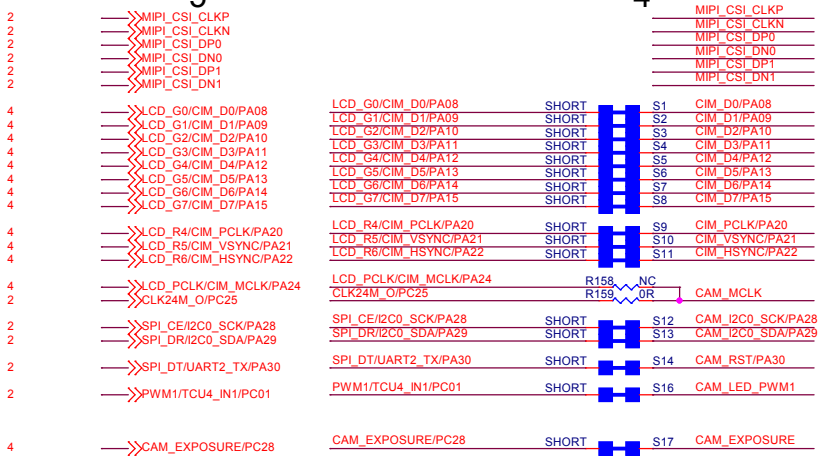 5 4
2 MIPI_CSI_CLKP MIPI_CSI_CLKP
2 MIPI_CSI_CLKN MIPI_CSI_CLKN
2 MIPI_CSI_DP0 MIPI_CSI_DP0
2 MIPI_CSI_DN0 MIPI_CSI_DN0
2 MIPI_CSI_DP1 MIPI_CSI_DP1
2 MIPI_CSI_DN1 MIPI_CSI_DN1
4 LCD_G0/CIM_D0/PA08 LCD_G0/CIM_D0/PA08 SHORT S1 CIM_D0/PA08
4 LCD_G1/CIM_D1/PA09 LCD_G1/CIM_D1/PA09 SHORT S2 CIM_D1/PA09
4 LCD_G2/CIM_D2/PA10 LCD_G2/CIM_D2/PA10 SHORT S3 CIM_D2/PA10
4 LCD_G3/CIM_D3/PA11 LCD_G3/CIM_D3/PA11 SHORT S4 CIM_D3/PA11
4 LCD_G4/CIM_D4/PA12 LCD_G4/CIM_D4/PA12 SHORT S5 CIM_D4/PA12
4 LCD_G5/CIM_D5/PA13 LCD_G5/CIM_D5/PA13 SHORT S6 CIM_D5/PA13
4 LCD_G6/CIM_D6/PA14 LCD_G6/CIM_D6/PA14 SHORT S7 CIM_D6/PA14
4 LCD_G7/CIM_D7/PA15 LCD_G7/CIM_D7/PA15 SHORT S8 CIM_D7/PA15
4 LCD_R4/CIM_PCLK/PA20 LCD_R4/CIM_PCLK/PA20 SHORT S9 CIM_PCLK/PA20
4 LCD_R5/CIM_VSYNC/PA21 LCD_R5/CIM_VSYNC/PA21 SHORT S10 CIM_VSYNC/PA21
4 LCD_R6/CIM_HSYNC/PA22 LCD_R6/CIM_HSYNC/PA22 SHORT S11 CIM_HSYNC/PA22
4 LCD_PCLK/CIM_MCLK/PA24 LCD_PCLK/CIM_MCLK/PA24 R158 NC
2 CLK24M_O/PC25 CLK24M_O/PC25 R159 0R CAM_MCLK
2 SPI_CE/I2C0_SCK/PA28 SPI_CE/I2C0_SCK/PA28 SHORT S12 CAM_I2C0_SCK/PA28
2 SPI_DR/I2C0_SDA/PA29 SPI_DR/I2C0_SDA/PA29 SHORT S13 CAM_I2C0_SDA/PA29
2 SPI_DT/UART2_TX/PA30 SPI_DT/UART2_TX/PA30 SHORT S14 CAM_RST/PA30
2 PWM1/TCU4_IN1/PC01 PWM1/TCU4_IN1/PC01 SHORT S16 CAM_LED_PWM1
4 CAM_EXPOSURE/PC28 CAM_EXPOSURE/PC28 SHORT S17 CAM_EXPOSURE